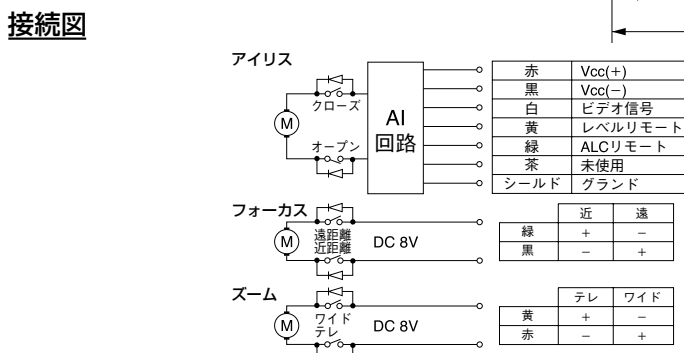 接続図
アイリス
M
クローズ
オープン
AI
回路
赤 Vcc(+)
黒 Vcc(−)
白 ビデオ信号
黄 レベルリモート
緑 ALCリモート
茶 未使用
シールド グランド
フォーカス
M
遠距離
近距離
DC 8V
近 遠
緑 + −
黒 − +
ズーム
M
ワイド
テレ
DC 8V
テレ ワイド
黄 + −
赤 − +